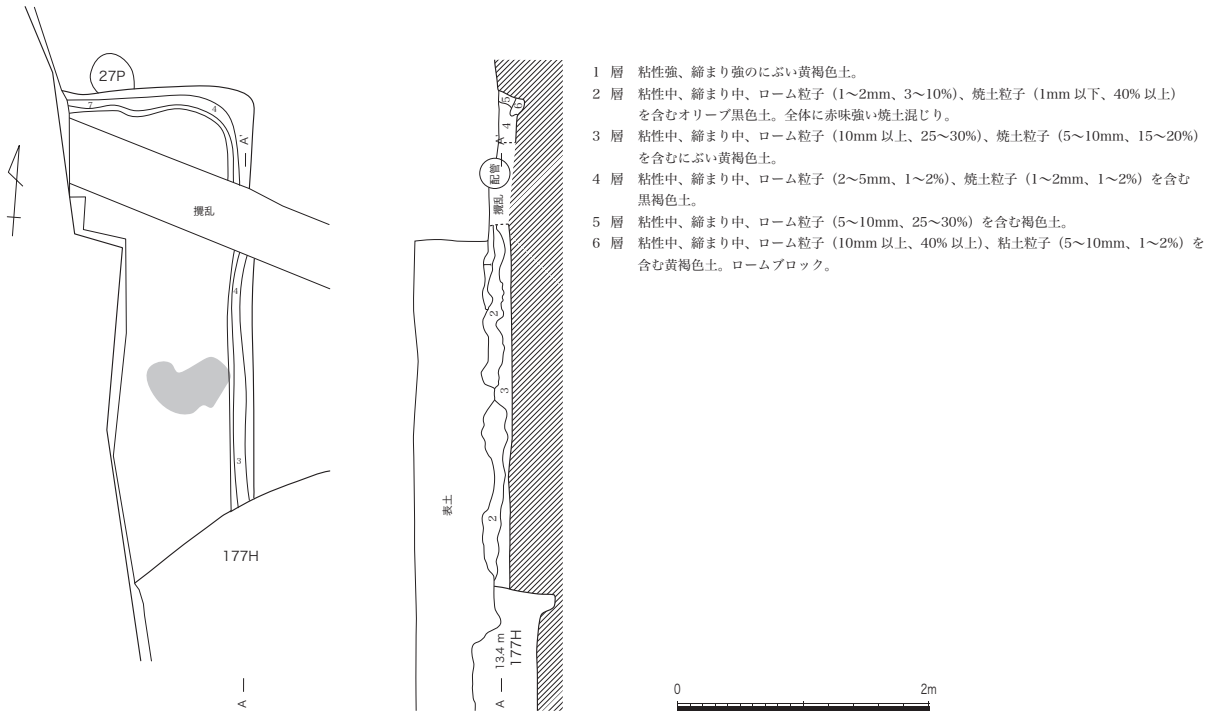 27P
7
4
A'
攪乱
4
3
177H
A
5
6
4
A'
配管
攪乱
2
3
2
表土
13.4 m
177H
A
1 層 粘性強、締まり強のにぶい黄褐色土。
2 層 粘性中、締まり中、ローム粒子（1〜2mm、3〜10%）、焼土粒子（1mm 以下、40% 以上）
を含むオリーブ黒色土。全体に赤味強い焼土混じり。
3 層 粘性中、締まり中、ローム粒子（10mm 以上、25〜30%）、焼土粒子（5〜10mm、15〜20%）
を含むにぶい黄褐色土。
4 層 粘性中、締まり中、ローム粒子（2〜5mm、1〜2%）、焼土粒子（1〜2mm、1〜2%）を含む
黒褐色土。
5 層 粘性中、締まり中、ローム粒子（5〜10mm、25〜30%）を含む褐色土。
6 層 粘性中、締まり中、ローム粒子（10mm 以上、40% 以上）、粘土粒子（5〜10mm、1〜2%）を
含む黄褐色土。ロームブロック。
0 2m